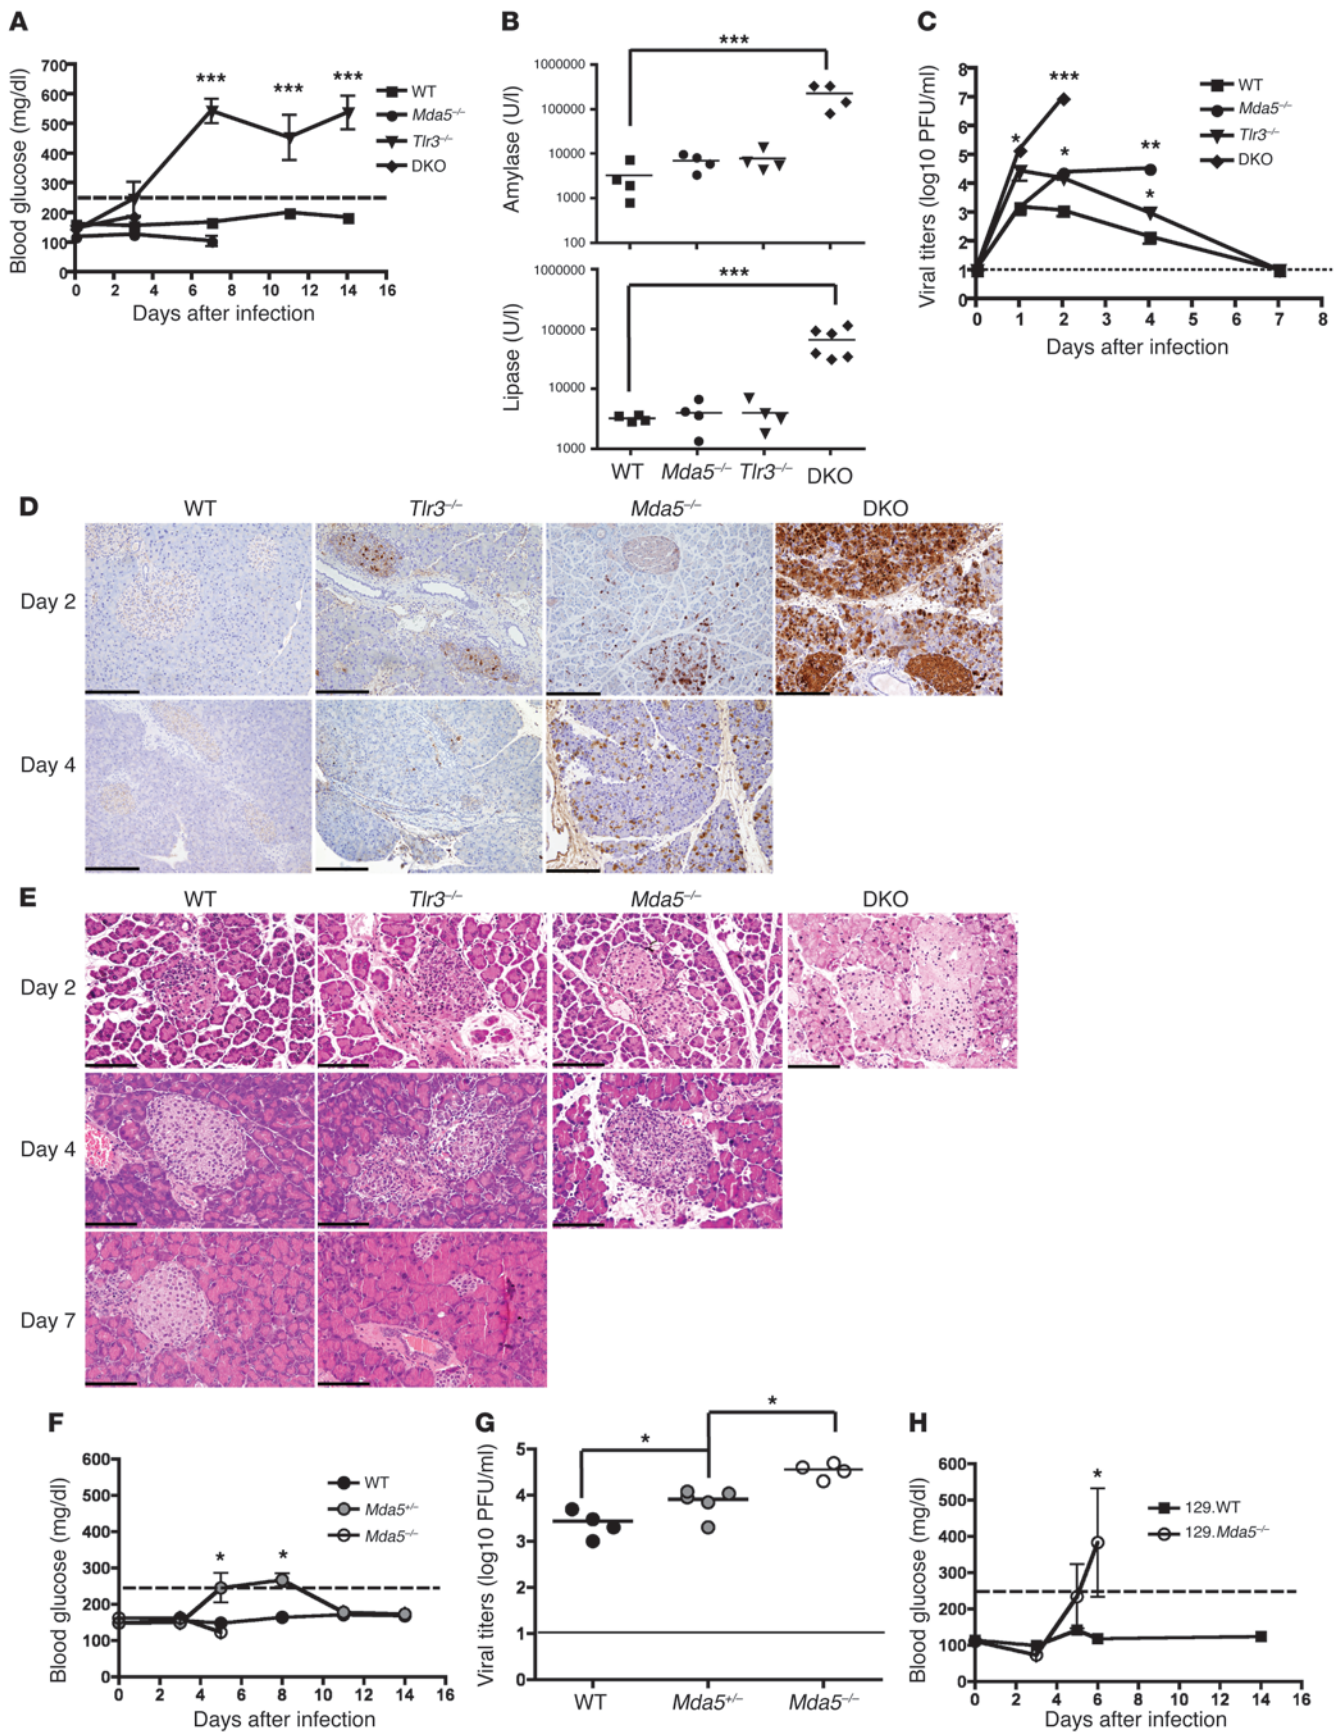 A
Blood glucose (mg/dl)
700
600
500
400
300
200
100
0
0 2 4 6 8 10 12 14 16
Days after infection
*** *** ***
WT
Mda5–/–
Tlr3–/–
DKO
B
Amylase (U/l)
1000000
100000
10000
1000
100
***
Lipase (U/l)
1000000
100000
10000
1000
***
WT Mda5–/– Tlr3–/– DKO
C
Viral titers (log10 PFU/ml)
8
7
6
5
4
3
2
1
0
0 1 2 3 4 5 6 7 8
Days after infection
* *** * ** *
WT
Mda5–/–
Tlr3–/–
DKO
D
WT Tlr3–/– Mda5–/– DKO
Day 2
Day 4
E
WT Tlr3–/– Mda5–/– DKO
Day 2
Day 4
Day 7
F
Blood glucose (mg/dl)
600
500
400
300
200
100
0
0 2 4 6 8 10 12 14 16
Days after infection
* *
WT
Mda5+/–
Mda5–/–
G
Viral titers (log10 PFU/ml)
5
4
3
2
1
0
* *
WT Mda5+/– Mda5–/–
H
Blood glucose (mg/dl)
600
500
400
300
200
100
0
0 2 4 6 8 10 12 14 16
Days after infection
*
129.WT
129.Mda5–/–